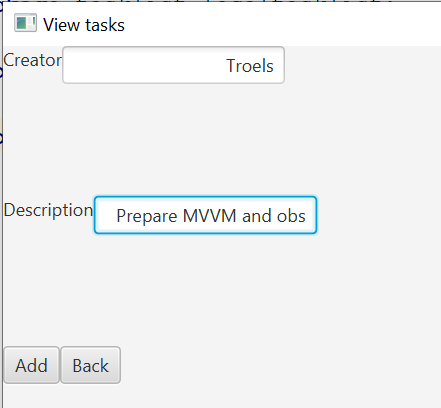 View tasks
Creator Troels
Description Prepare MVVM and obs
Add Back